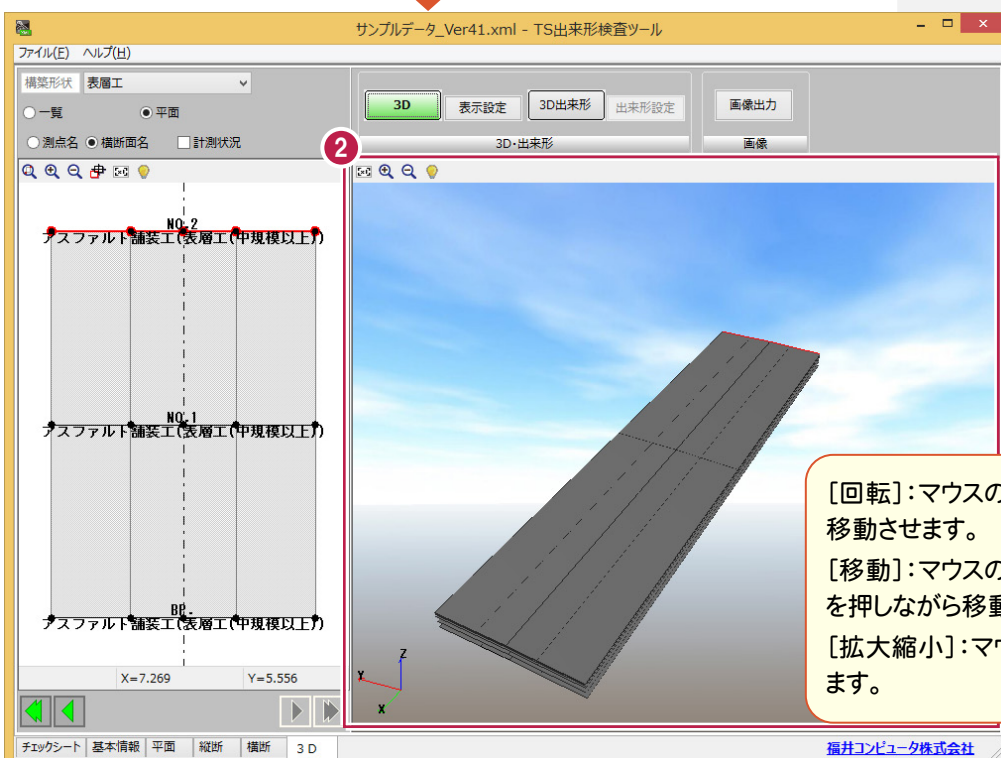 サンプルデータ_Ver41.xml - TS出来形検査ツール
ファイル(F) ヘルプ(H)
構築形状 表層工
一覧 平面
測点名 横断面名 計測状況
3D 表示設定 3D出来形 出来形設定
3D・出来形
画像出力
画像
2
NO.2
アスファルト舗装工(表層工(中規模以上))
NO.1
アスファルト舗装工(表層工(中規模以上))
BP.
アスファルト舗装工(表層工(中規模以上))
X=7.269 Y=5.556
Z
Y
X
[回転]:マウスの
移動させます。
[移動]:マウスの
を押しながら移動
[拡大縮小]:マウ
ます。
チェックシート 基本情報 平面 縦断 横断 3D
福井コンピュータ株式会社